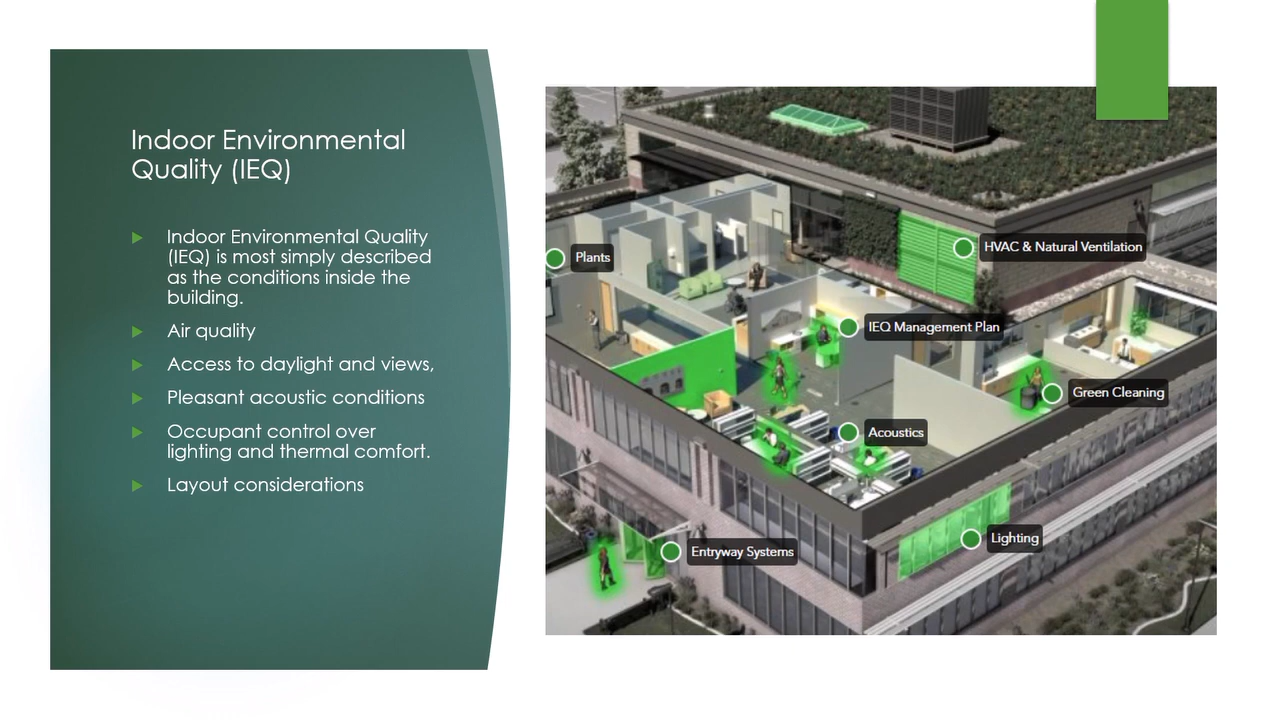 Indoor Environmental
Quality (IEQ)
Indoor Environmental Quality
(IEQ) is most simply described
as the conditions inside the
building.
Air quality
Access to daylight and views,
Pleasant acoustic conditions
Occupant control over
lighting and thermal comfort.
Layout considerations
HVAC & Natural Ventilation
Plants
IEQ Management Plan
Green Cleaning
Acoustics
Lighting
Entryway Systems